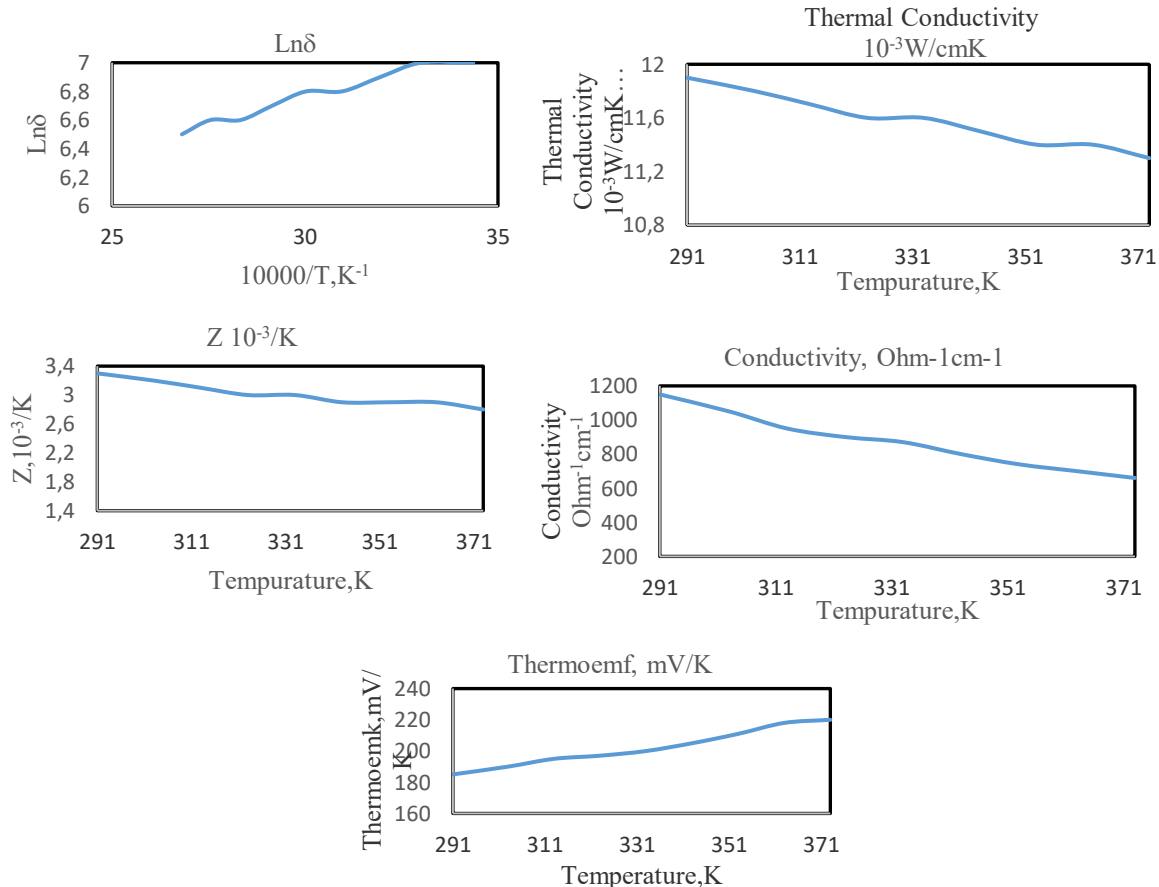 Lnδ
Lnδ
7
6,8
6,6
6,4
6,2
6
25 30 35
10000/T,K-1
Thermal Conductivity
10-3W/cmK
Thermal
Conductivity
10-3W/cmK…
12
11,6
11,2
10,8
291 311 331 351 371
Tempurature,K
Z 10-3/K
Z,10-3/K
3,4
3
2,6
2,2
1,8
1,4
291 311 331 351 371
Tempurature,K
Conductivity, Ohm-1cm-1
Conductivity
Ohm-1cm-1
1200
1000
800
600
400
200
291 311 331 351 371
Tempurature,K
Thermoemf, mV/K
Thermoemk,mV/
K
240
220
200
180
160
291 311 331 351 371
Temperature,K